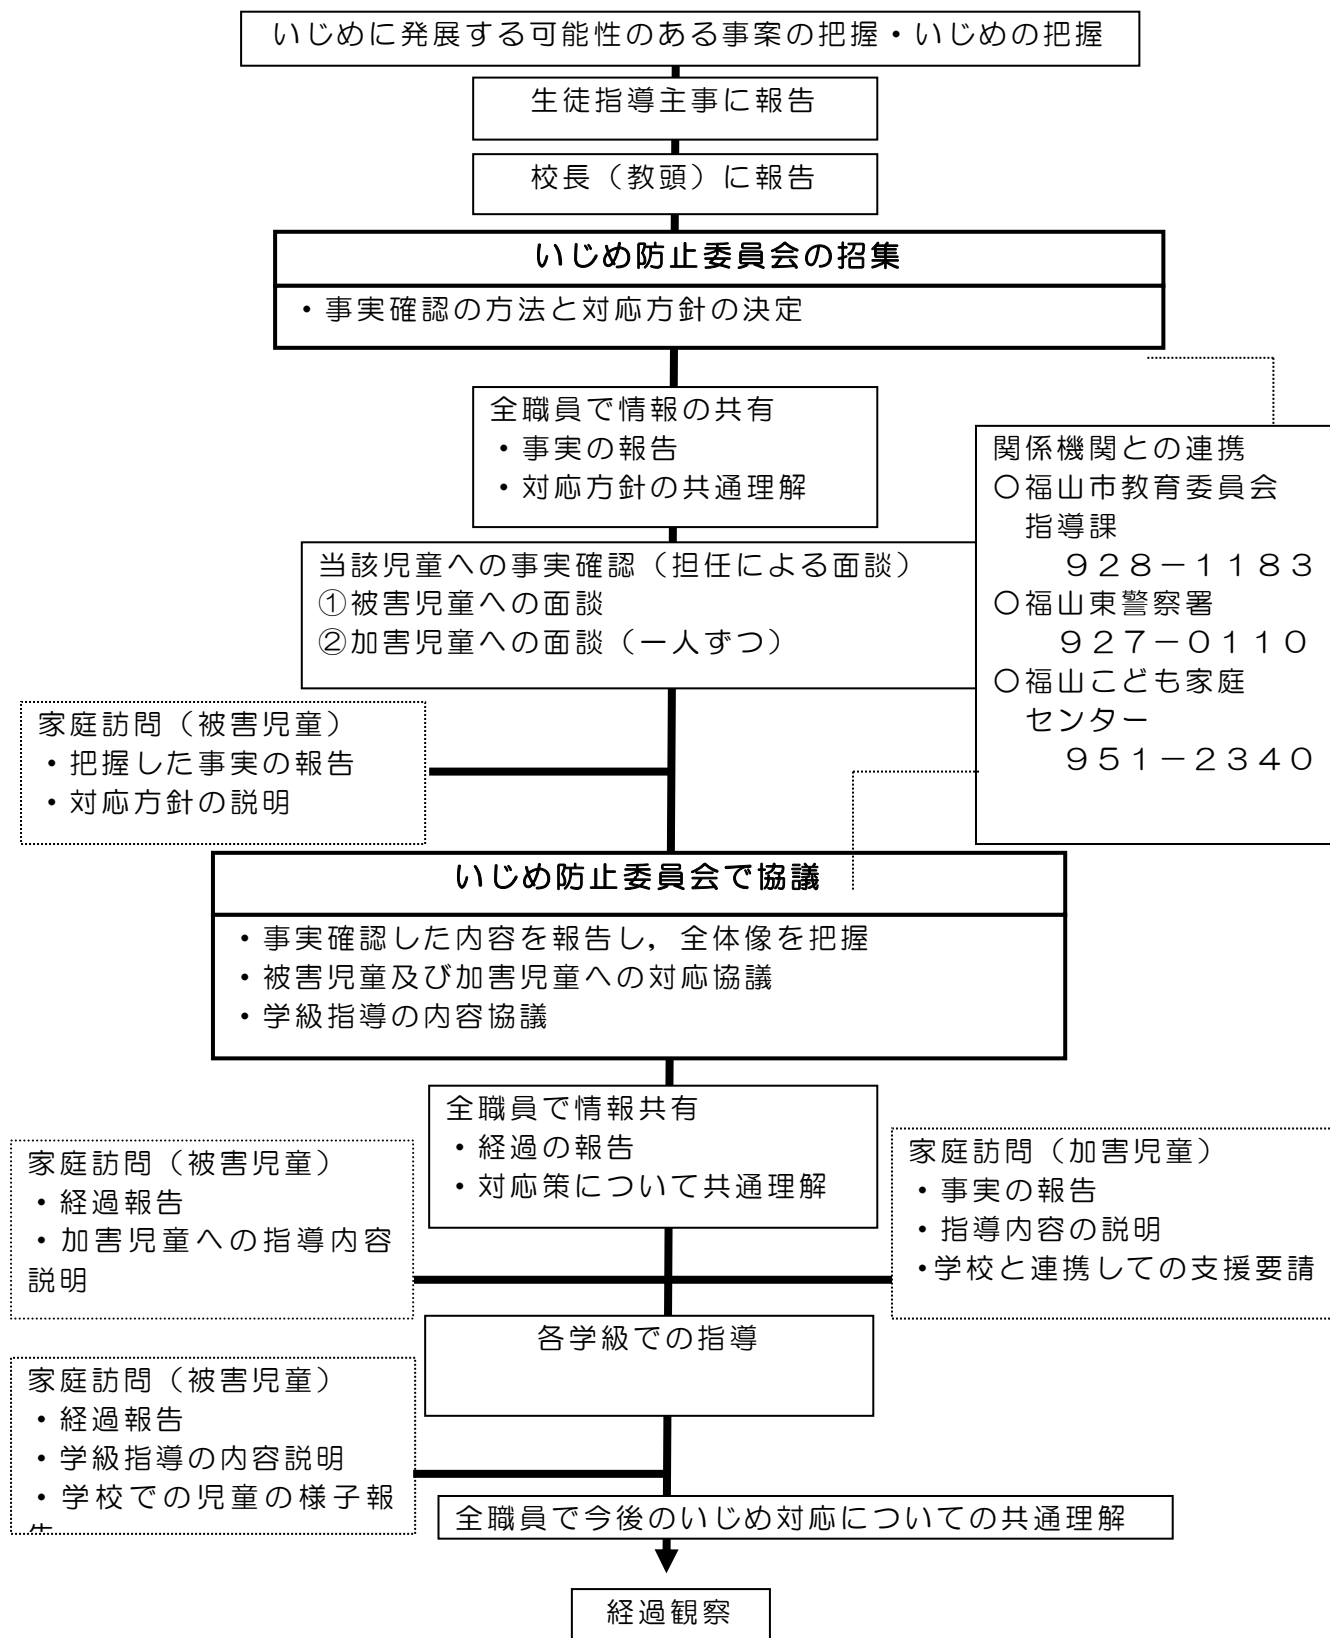 いじめに発展する可能性のある事案の把握・いじめの把握
生徒指導主事に報告
校長（教頭）に報告
いじめ防止委員会の招集
・事実確認の方法と対応方針の決定
全職員で情報の共有
・事実の報告
・対応方針の共通理解
関係機関との連携
○福山市教育委員会
指導課
９２８－１１８３
○福山東警察署
９２７－０１１０
○福山こども家庭
センター
９５１－２３４０
当該児童への事実確認（担任による面談）
①被害児童への面談
②加害児童への面談（一人ずつ）
家庭訪問（被害児童）
・把握した事実の報告
・対応方針の説明
いじめ防止委員会で協議
・事実確認した内容を報告し，全体像を把握
・被害児童及び加害児童への対応協議
・学級指導の内容協議
全職員で情報共有
・経過の報告
・対応策について共通理解
家庭訪問（被害児童）
・経過報告
・加害児童への指導内容
説明
家庭訪問（加害児童）
・事実の報告
・指導内容の説明
・学校と連携しての支援要請
各学級での指導
家庭訪問（被害児童）
・経過報告
・学級指導の内容説明
・学校での児童の様子報
全職員で今後のいじめ対応についての共通理解
経過観察